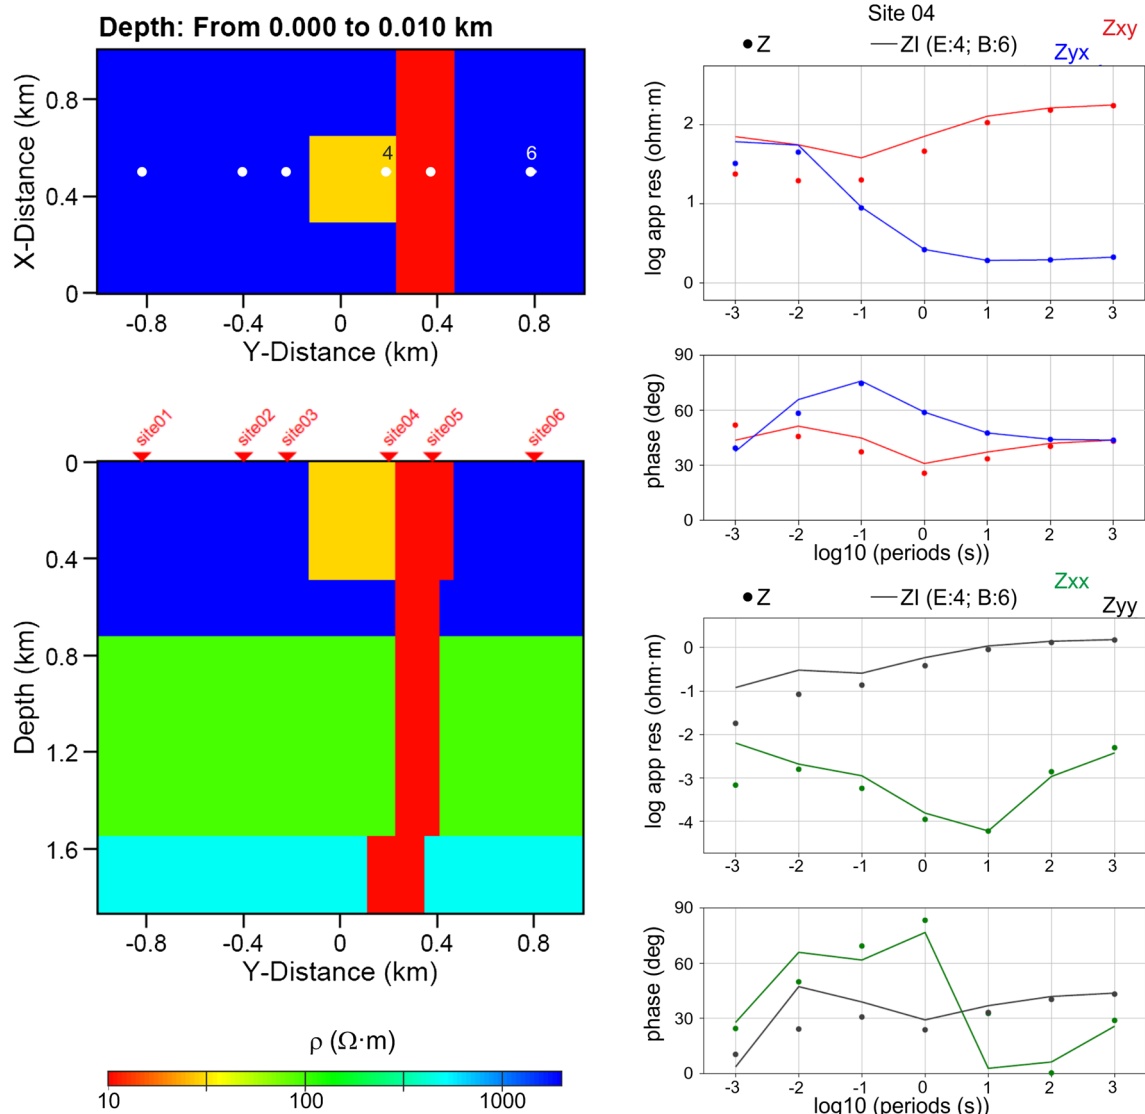 Depth: From 0.000 to 0.010 km
X-Distance (km)
0.8
0.4
0
4
6
-0.8 -0.4 0 0.4 0.8
Y-Distance (km)
site01 site02 site03 site04 site05 site06
Depth (km)
0
0.4
0.8
1.2
1.6
-0.8 -0.4 0 0.4 0.8
Y-Distance (km)
ρ (Ω·m)
10 100 1000
Site 04
Z ZI (E:4; B:6) Zyx Zxy
log app res (ohm·m)
2
1
0
-3 -2 -1 0 1 2 3
phase (deg)
90
60
30
0
-3 -2 -1 0 1 2 3
log10 (periods (s))
Z ZI (E:4; B:6) Zxx Zyy
log app res (ohm·m)
0
-1
-2
-3
-4
-3 -2 -1 0 1 2 3
phase (deg)
90
60
30
0
-3 -2 -1 0 1 2 3
log10 (periods (s))